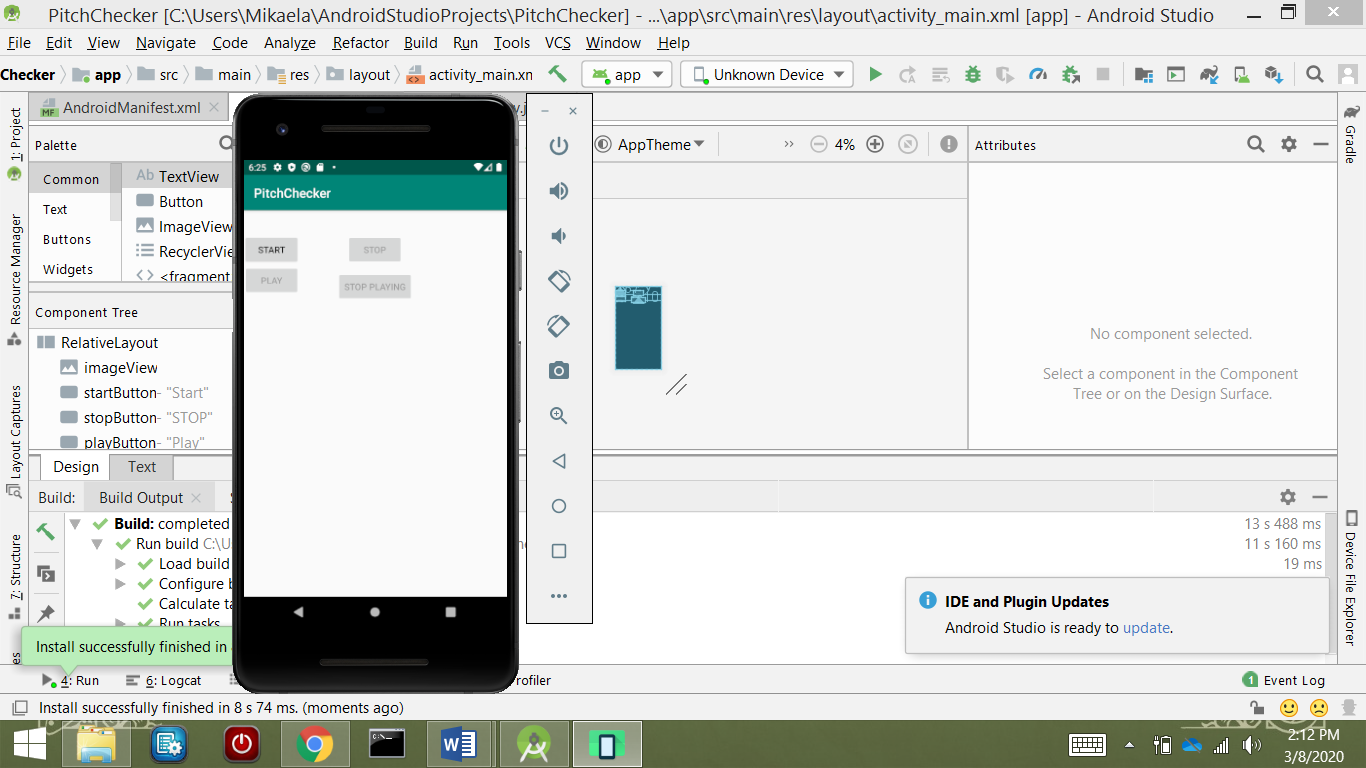 PitchChecker [C:\Users\Mikaela\AndroidStudioProjects\PitchChecker] - ...\app\src\main\res\layout\activity_main.xml [app] - Android Studio
File Edit View Navigate Code Analyze Refactor Build Run Tools VCS Window Help
Checker app src main res layout activity_main.xm app Unknown Device
AndroidManifest.xml
Palette
AppTheme
4%
Attributes
Common
Text
Buttons
Widgets
Ab TextView
Button
ImageView
RecyclerVie
<> <fragment
Component Tree
RelativeLayout
imageView
startButton- "Start"
stopButton- "STOP"
playButton- "Play"
Design Text
1: Project
Resource Manager
Layout Captures
7: Structure
6:25
PitchChecker
START
STOP
PLAY
STOP PLAYING
No component selected.
Select a component in the Component
Tree or on the Design Surface.
Gradle
Device File Explorer
Build: Build Output
Build: completed
13 s 488 ms
Run build C:\U
11 s 160 ms
Load build
19 ms
Configure b
Calculate ta
Run tasks
Install successfully finished in
IDE and Plugin Updates
Android Studio is ready to update.
4: Run 6: Logcat
rofiler
1 Event Log
Install successfully finished in 8 s 74 ms. (moments ago)
2:12 PM
3/8/2020